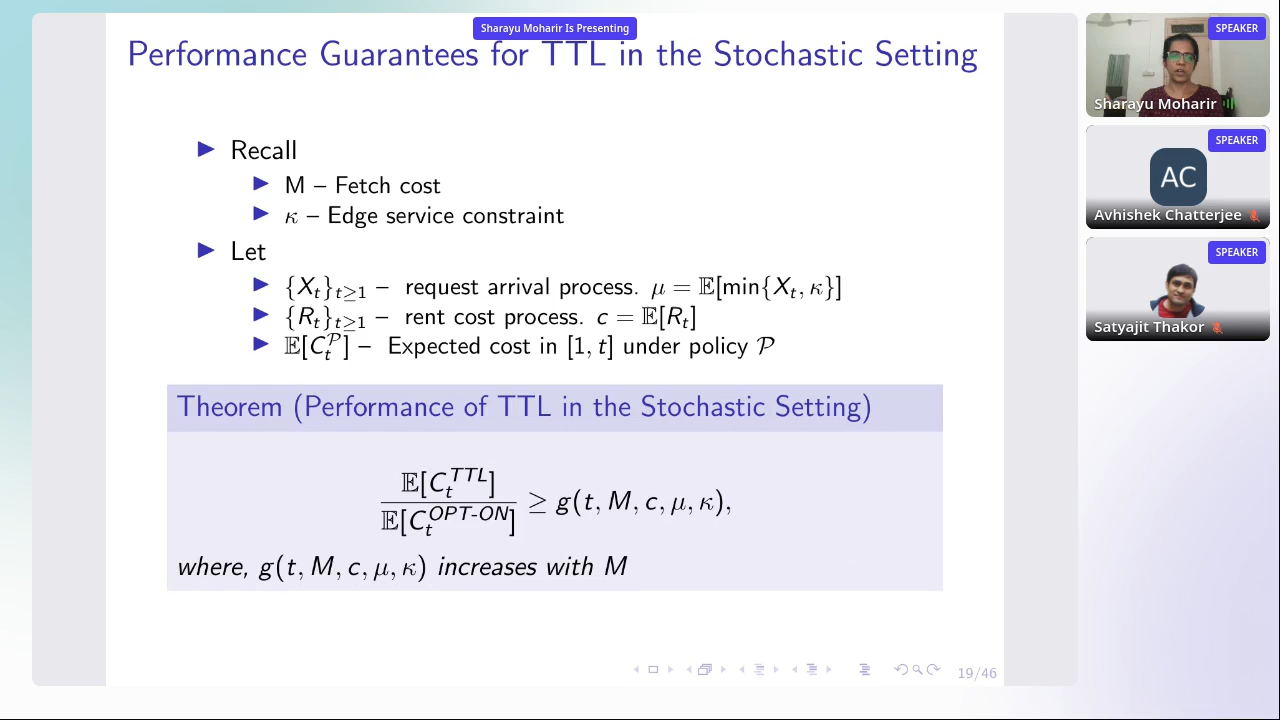 Sharayu Moharir Is Presenting
Performance Guarantees for TTL in the Stochastic Setting
Recall
M – Fetch cost
κ – Edge service constraint
Let
{X_t}_{t≥1} – request arrival process. μ = 𝔼[min{X_t, κ}]
{R_t}_{t≥1} – rent cost process. c = 𝔼[R_t]
𝔼[C_t^𝒫] – Expected cost in [1, t] under policy 𝒫
Theorem (Performance of TTL in the Stochastic Setting)
𝔼[C_t^{TTL}] / 𝔼[C_t^{OPT-ON}] ≥ g(t, M, c, μ, κ),
where, g(t, M, c, μ, κ) increases with M
19/46
SPEAKER
Sharayu Moharir
SPEAKER
AC
Avhishek Chatterjee
SPEAKER
Satyajit Thakor